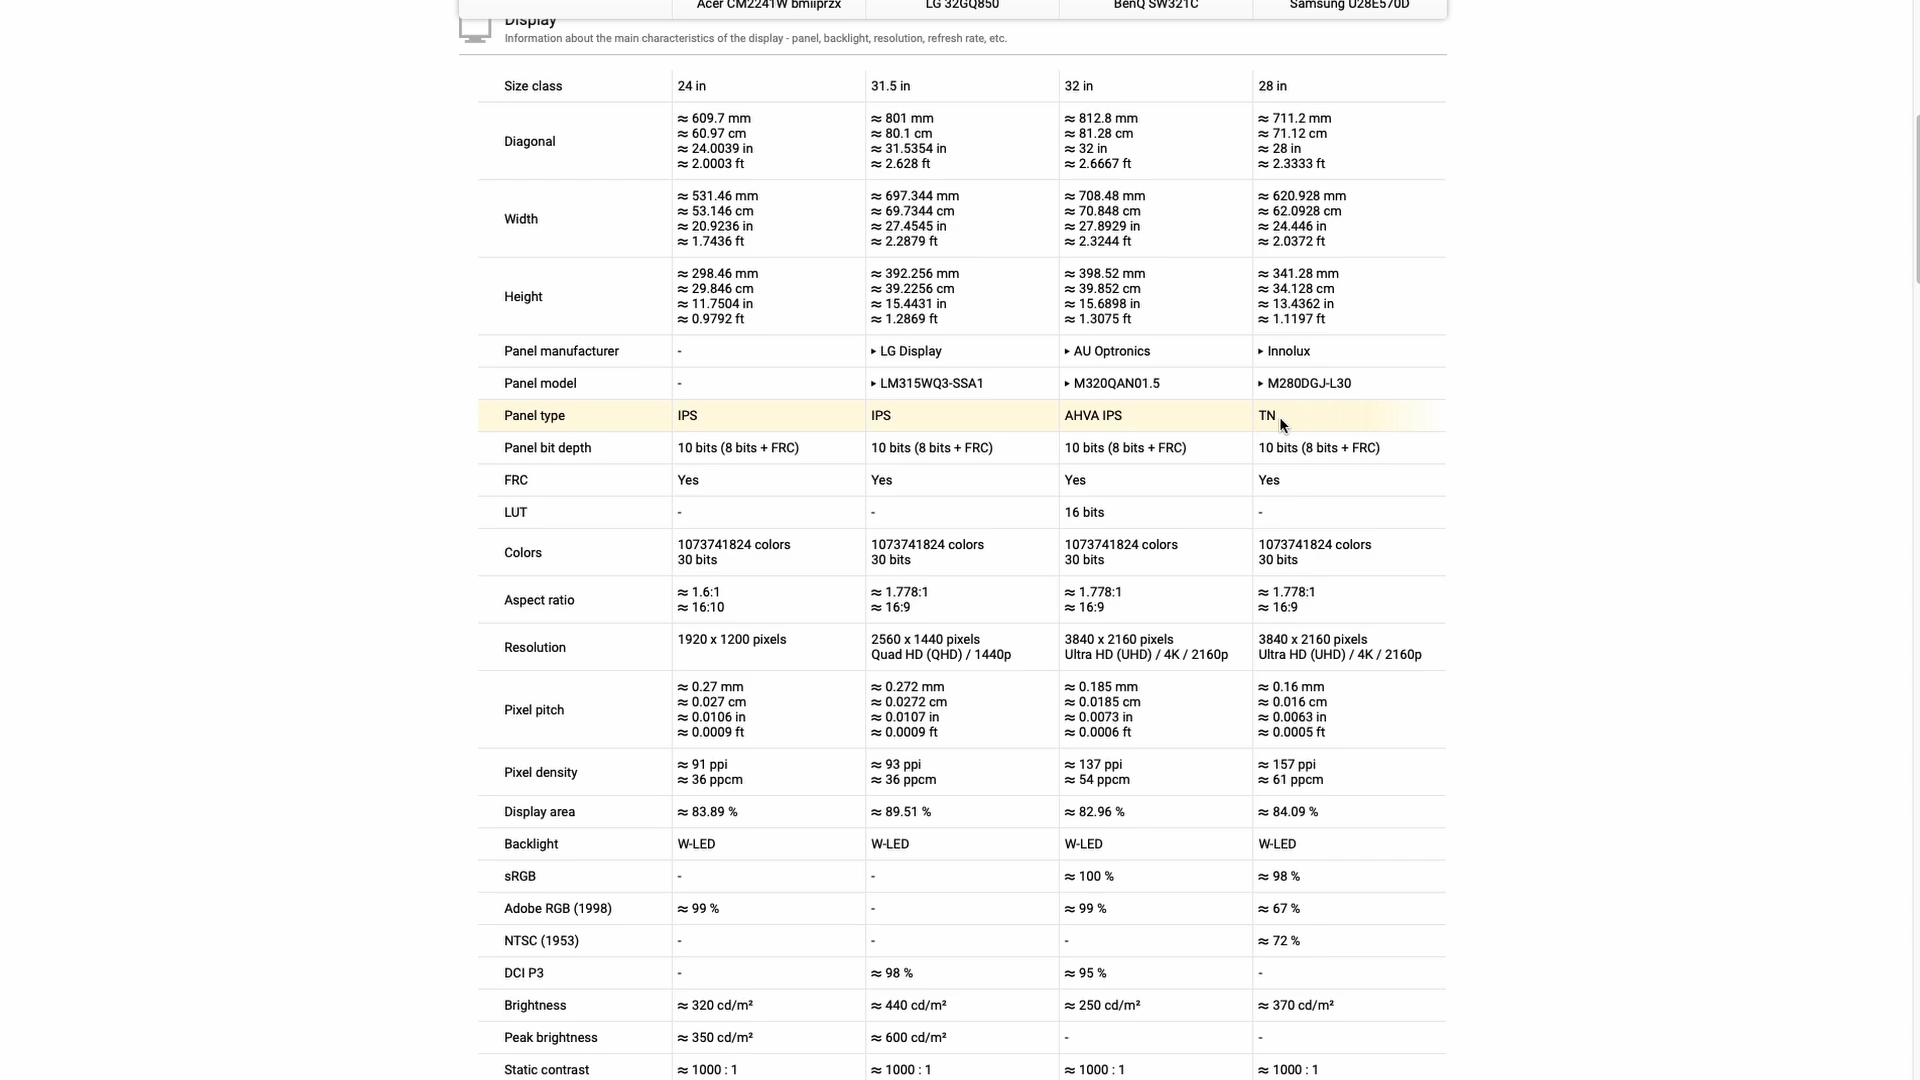 Acer CM2241W bmiiprzx LG 32GQ850 BenQ SW321C Samsung U28E570D
Display
Information about the main characteristics of the display - panel, backlight, resolution, refresh rate, etc.
Size class 24 in 31.5 in 32 in 28 in
Diagonal
≈ 609.7 mm ≈ 801 mm ≈ 812.8 mm ≈ 711.2 mm
≈ 60.97 cm ≈ 80.1 cm ≈ 81.28 cm ≈ 71.12 cm
≈ 24.0039 in ≈ 31.5354 in ≈ 32 in ≈ 28 in
≈ 2.0003 ft ≈ 2.628 ft ≈ 2.6667 ft ≈ 2.3333 ft
Width
≈ 531.46 mm ≈ 697.344 mm ≈ 708.48 mm ≈ 620.928 mm
≈ 53.146 cm ≈ 69.7344 cm ≈ 70.848 cm ≈ 62.0928 cm
≈ 20.9236 in ≈ 27.4545 in ≈ 27.8929 in ≈ 24.446 in
≈ 1.7436 ft ≈ 2.2879 ft ≈ 2.3244 ft ≈ 2.0372 ft
Height
≈ 298.46 mm ≈ 392.256 mm ≈ 398.52 mm ≈ 341.28 mm
≈ 29.846 cm ≈ 39.2256 cm ≈ 39.852 cm ≈ 34.128 cm
≈ 11.7504 in ≈ 15.4431 in ≈ 15.6898 in ≈ 13.4362 in
≈ 0.9792 ft ≈ 1.2869 ft ≈ 1.3075 ft ≈ 1.1197 ft
Panel manufacturer - ▸ LG Display ▸ AU Optronics ▸ Innolux
Panel model - ▸ LM315WQ3-SSA1 ▸ M320QAN01.5 ▸ M280DGJ-L30
Panel type IPS IPS AHVA IPS TN
Panel bit depth 10 bits (8 bits + FRC) 10 bits (8 bits + FRC) 10 bits (8 bits + FRC) 10 bits (8 bits + FRC)
FRC Yes Yes Yes Yes
LUT - - 16 bits -
Colors
1073741824 colors 1073741824 colors 1073741824 colors 1073741824 colors
30 bits 30 bits 30 bits 30 bits
Aspect ratio
≈ 1.6:1 ≈ 1.778:1 ≈ 1.778:1 ≈ 1.778:1
≈ 16:10 ≈ 16:9 ≈ 16:9 ≈ 16:9
Resolution
1920 x 1200 pixels 2560 x 1440 pixels 3840 x 2160 pixels 3840 x 2160 pixels
Quad HD (QHD) / 1440p Ultra HD (UHD) / 4K / 2160p Ultra HD (UHD) / 4K / 2160p
Pixel pitch
≈ 0.27 mm ≈ 0.272 mm ≈ 0.185 mm ≈ 0.16 mm
≈ 0.027 cm ≈ 0.0272 cm ≈ 0.0185 cm ≈ 0.016 cm
≈ 0.0106 in ≈ 0.0107 in ≈ 0.0073 in ≈ 0.0063 in
≈ 0.0009 ft ≈ 0.0009 ft ≈ 0.0006 ft ≈ 0.0005 ft
Pixel density
≈ 91 ppi ≈ 93 ppi ≈ 137 ppi ≈ 157 ppi
≈ 36 ppcm ≈ 36 ppcm ≈ 54 ppcm ≈ 61 ppcm
Display area ≈ 83.89 % ≈ 89.51 % ≈ 82.96 % ≈ 84.09 %
Backlight W-LED W-LED W-LED W-LED
sRGB - - ≈ 100 % ≈ 98 %
Adobe RGB (1998) ≈ 99 % - ≈ 99 % ≈ 67 %
NTSC (1953) - - - ≈ 72 %
DCI P3 - ≈ 98 % ≈ 95 % -
Brightness ≈ 320 cd/m² ≈ 440 cd/m² ≈ 250 cd/m² ≈ 370 cd/m²
Peak brightness ≈ 350 cd/m² ≈ 600 cd/m² - -
Static contrast ≈ 1000 : 1 ≈ 1000 : 1 ≈ 1000 : 1 ≈ 1000 : 1